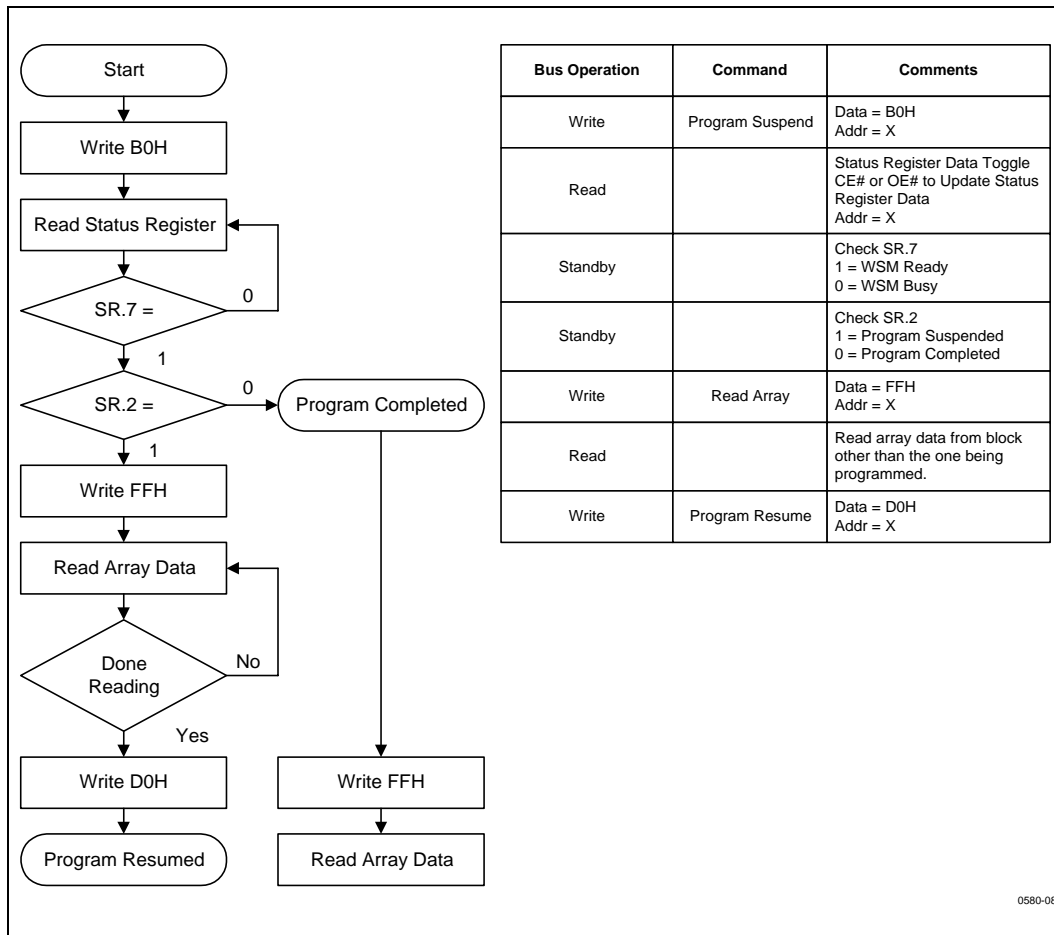 Start
Write B0H
Read Status Register
SR.7 =
0
1
SR.2 =
0
Program Completed
1
Write FFH
Read Array Data
Done
Reading
No
Yes
Write D0H
Program Resumed
Write FFH
Read Array Data
Bus Operation Command Comments
Write Program Suspend Data = B0H
Addr = X
Read Status Register Data Toggle
CE# or OE# to Update Status
Register Data
Addr = X
Standby Check SR.7
1 = WSM Ready
0 = WSM Busy
Standby Check SR.2
1 = Program Suspended
0 = Program Completed
Write Read Array Data = FFH
Addr = X
Read Read array data from block
other than the one being
programmed.
Write Program Resume Data = D0H
Addr = X
0580-08